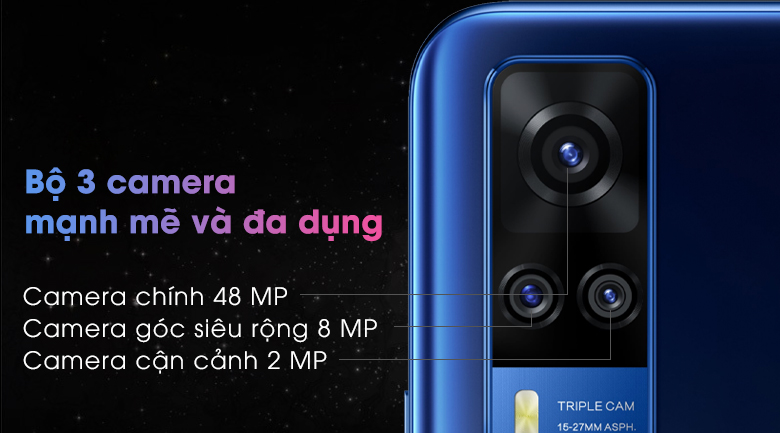 Bộ 3 camera
mạnh mẽ và đa dụng
Camera chính 48 MP
Camera góc siêu rộng 8 MP
Camera cận cảnh 2 MP
TRIPLE CAM
15-27MM ASPH.